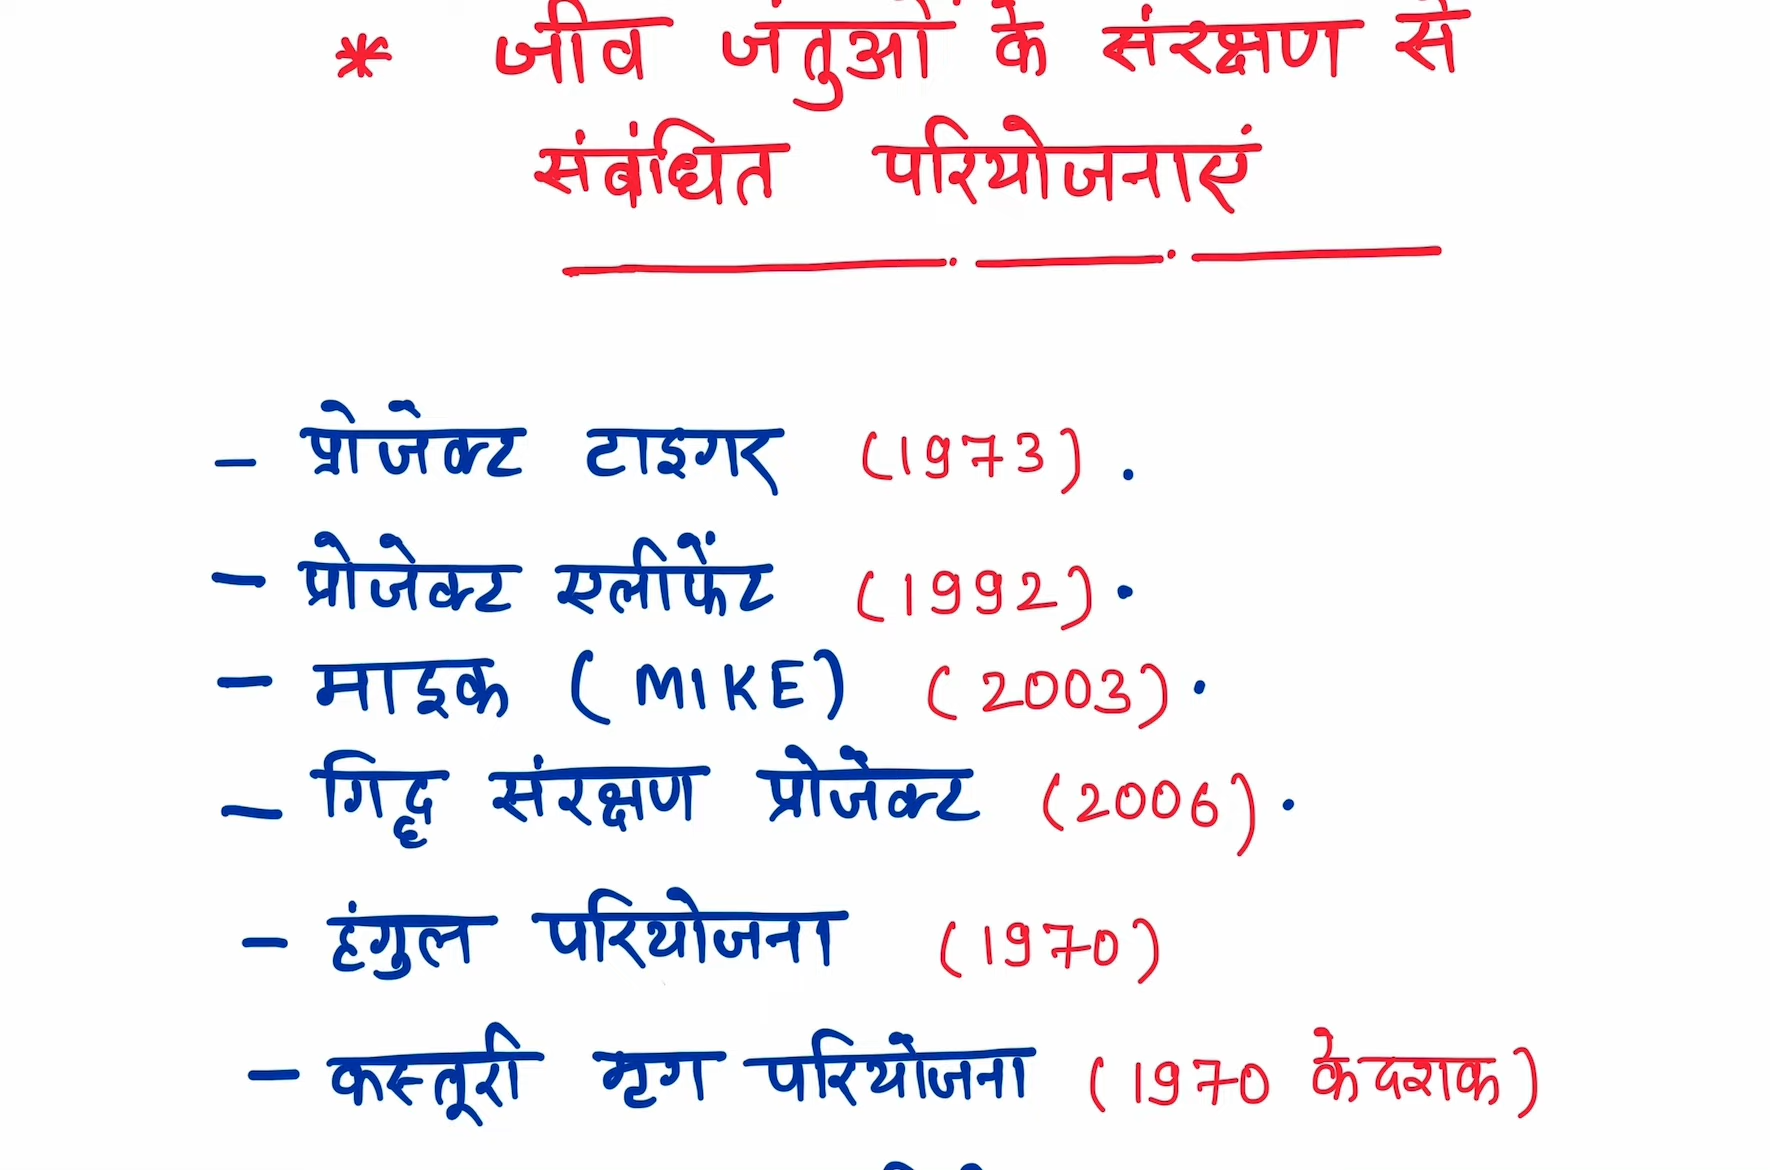 * जीव जंतुओं के संरक्षण से
संबंधित परियोजनाएं
- प्रोजेक्ट टाइगर (1973) .
- प्रोजेक्ट एलीफेंट (1992) .
- माइक (MIKE) (2003) .
- गिद्ध संरक्षण प्रोजेक्ट (2006) .
- हंगुल परियोजना (1970)
- कस्तूरी मृग परियोजना (1970 के दशक)